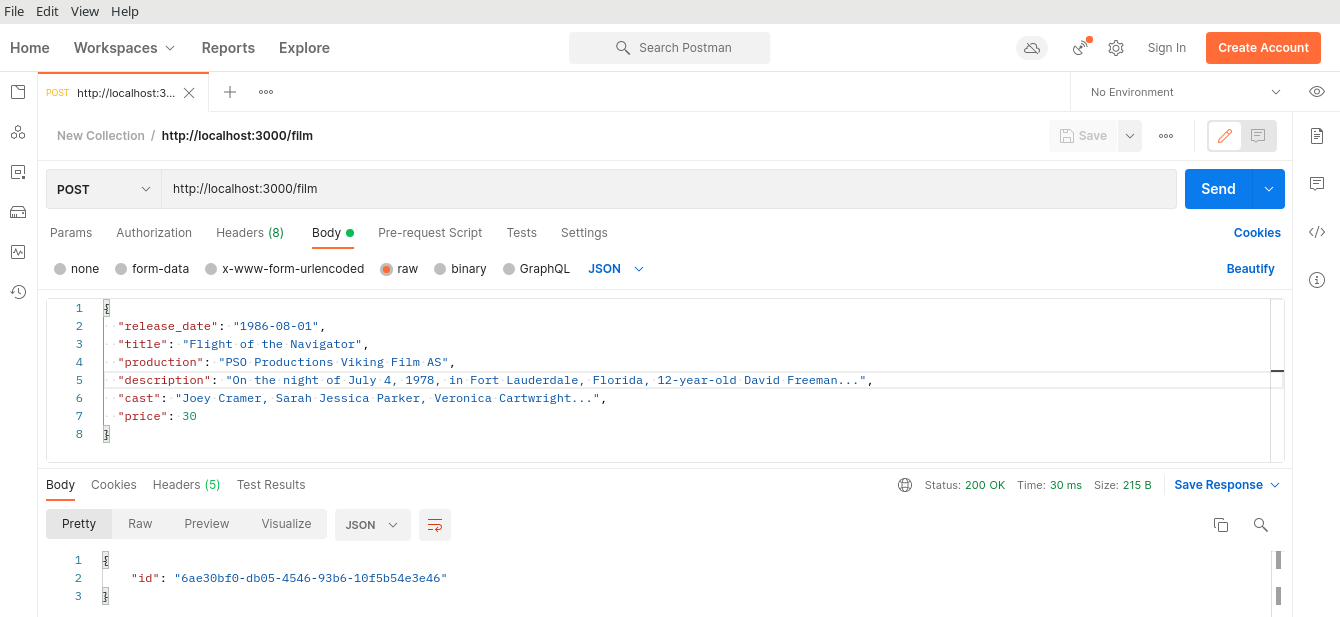 File Edit View Help
Home Workspaces Reports Explore Search Postman Sign In Create Account
POST http://localhost:3... No Environment
New Collection / http://localhost:3000/film Save
POST http://localhost:3000/film Send
Params Authorization Headers (8) Body Pre-request Script Tests Settings Cookies
none form-data x-www-form-urlencoded raw binary GraphQL JSON Beautify
1 {
2 "release_date": "1986-08-01",
3 "title": "Flight of the Navigator",
4 "production": "PSO Productions Viking Film AS",
5 "description": "On the night of July 4, 1978, in Fort Lauderdale, Florida, 12-year-old David Freeman...",
6 "cast": "Joey Cramer, Sarah Jessica Parker, Veronica Cartwright...",
7 "price": 30
8 }
Body Cookies Headers (5) Test Results Status: 200 OK Time: 30 ms Size: 215 B Save Response
Pretty Raw Preview Visualize JSON
1 {
2 "id": "6ae30bf0-db05-4546-93b6-10f5b54e3e46"
3 }